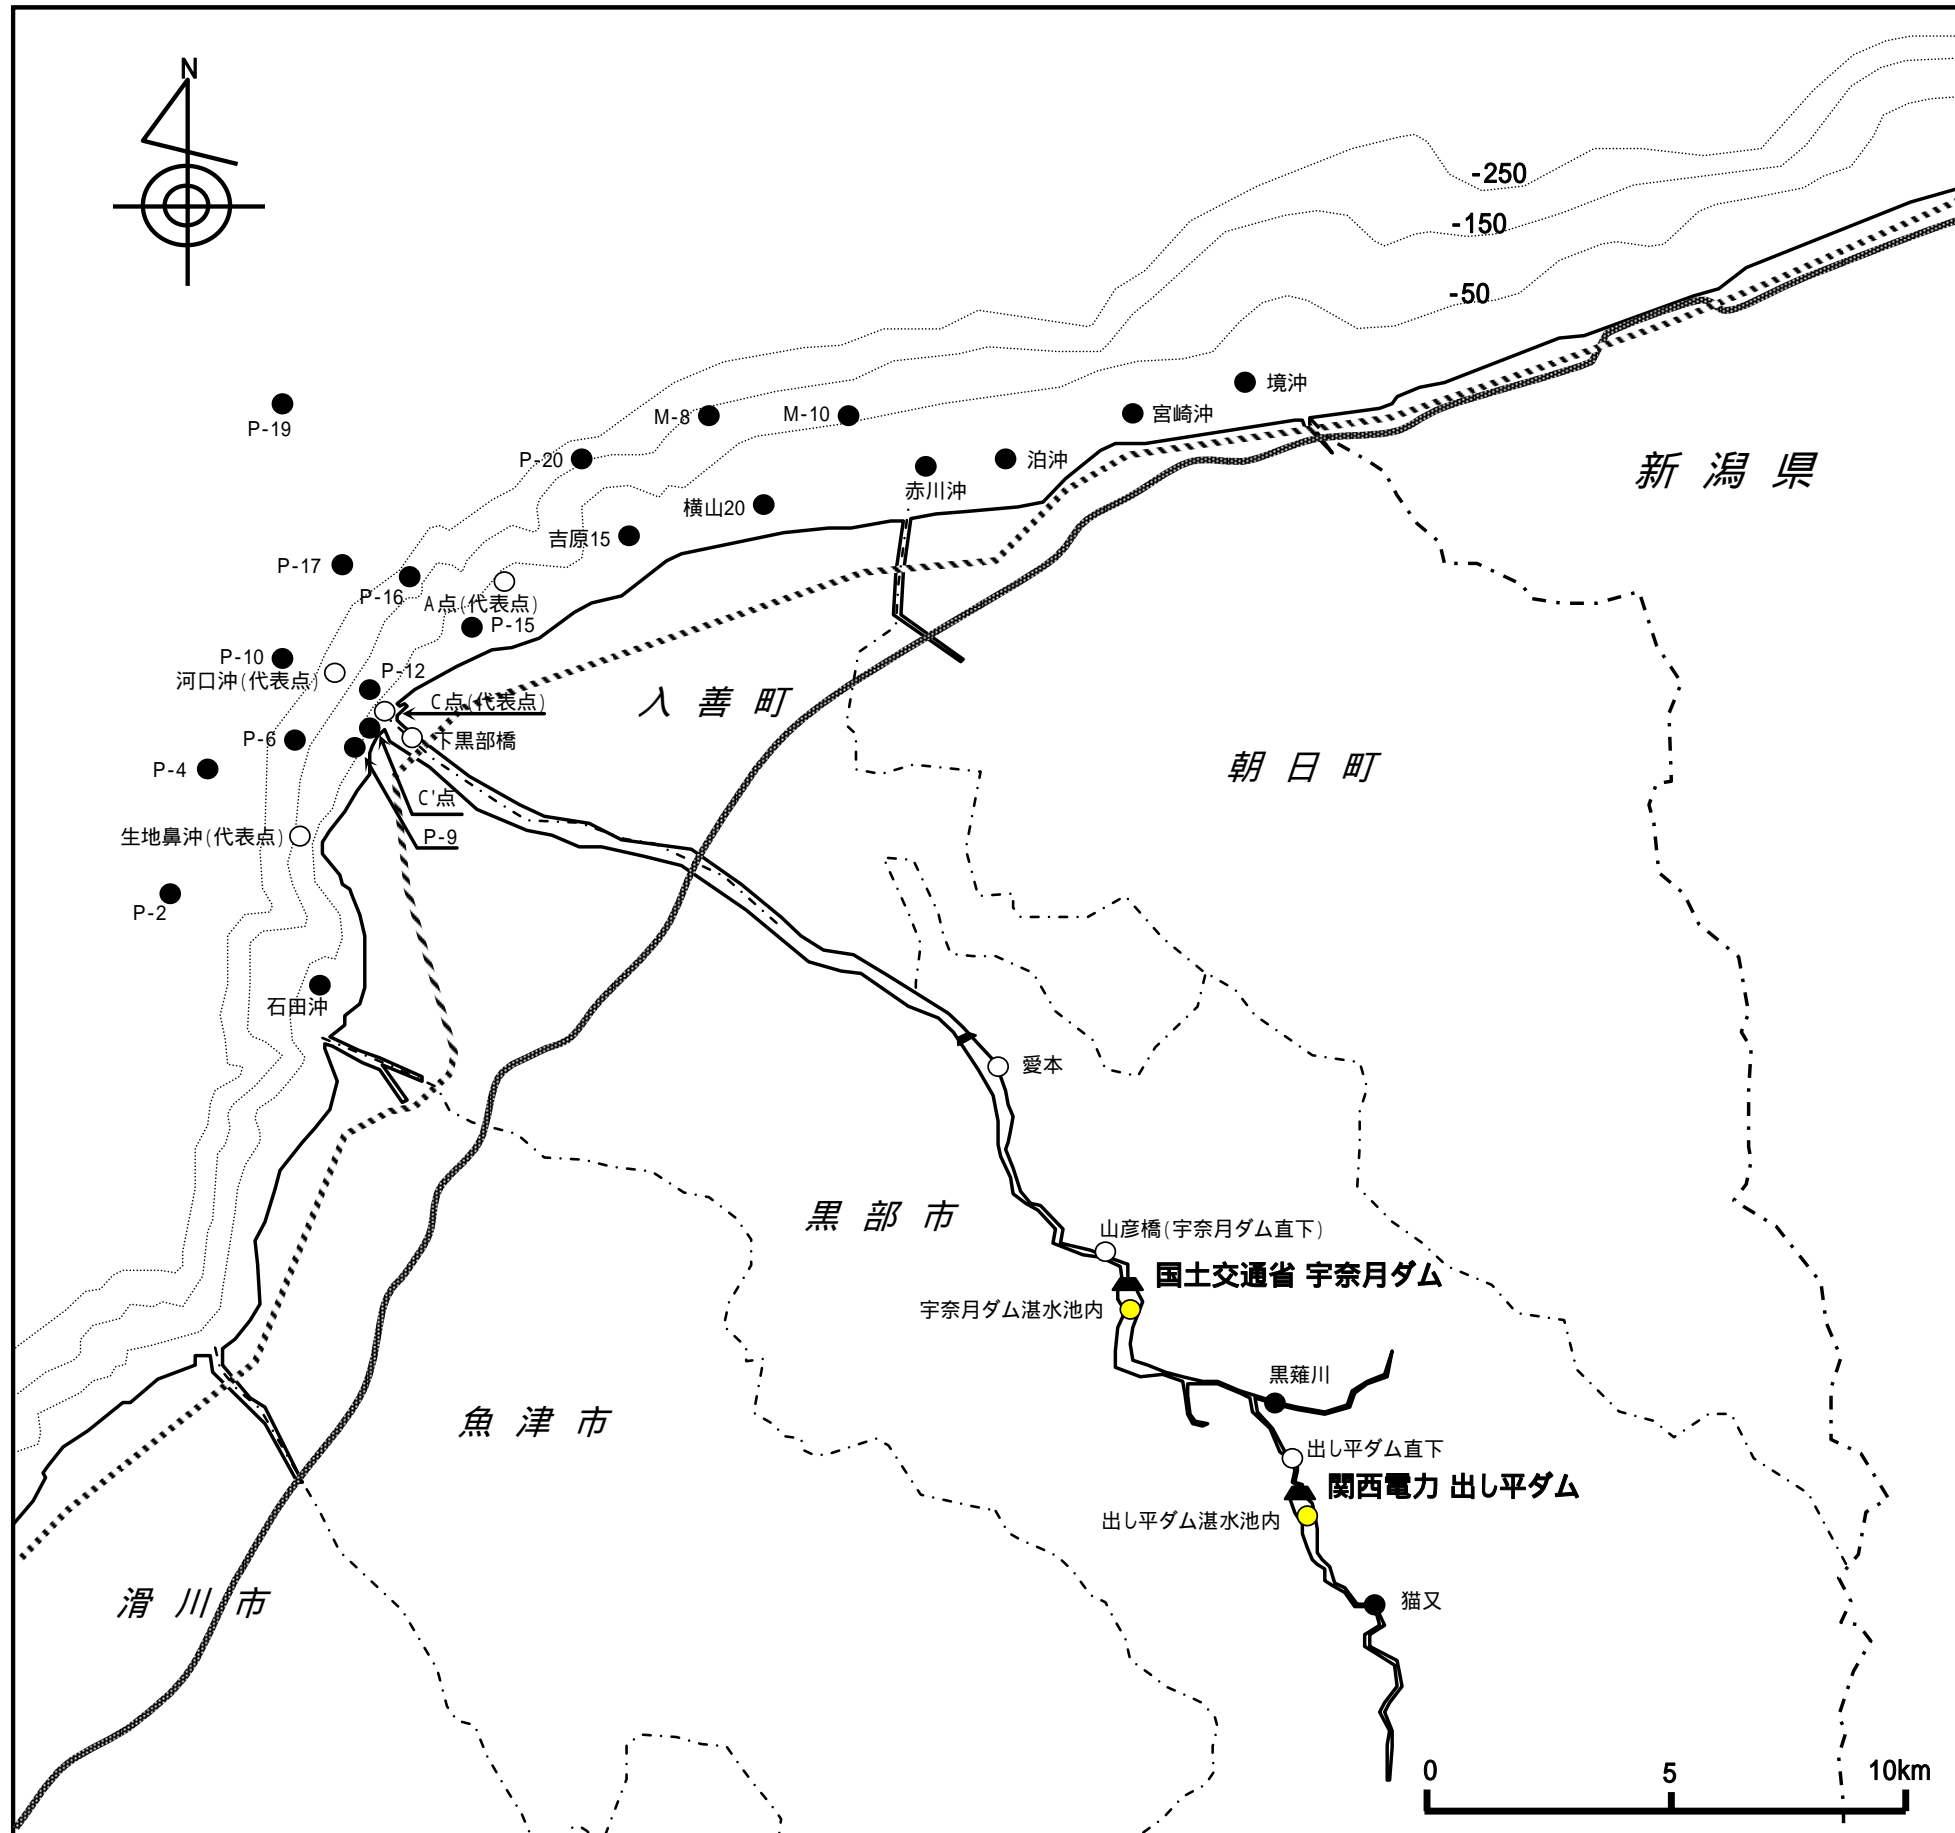 N
-250
-150
-50
境沖
宮崎沖
M-8
M-10
P-19
P-20
泊沖
新潟県
赤川沖
横山20
吉原15
P-17
P-16
A点(代表点)
P-15
P-10
河口沖(代表点)
P-12
C点(代表点)
入善町
P-6
下黒部橋
P-4
朝日町
C'点
生地鼻沖(代表点)
P-9
P-2
石田沖
愛本
黒部市
山彦橋(宇奈月ダム直下)
国土交通省 宇奈月ダム
宇奈月ダム湛水池内
黒薙川
魚津市
出し平ダム直下
関西電力 出し平ダム
出し平ダム湛水池内
滑川市
猫又
0 5 10km